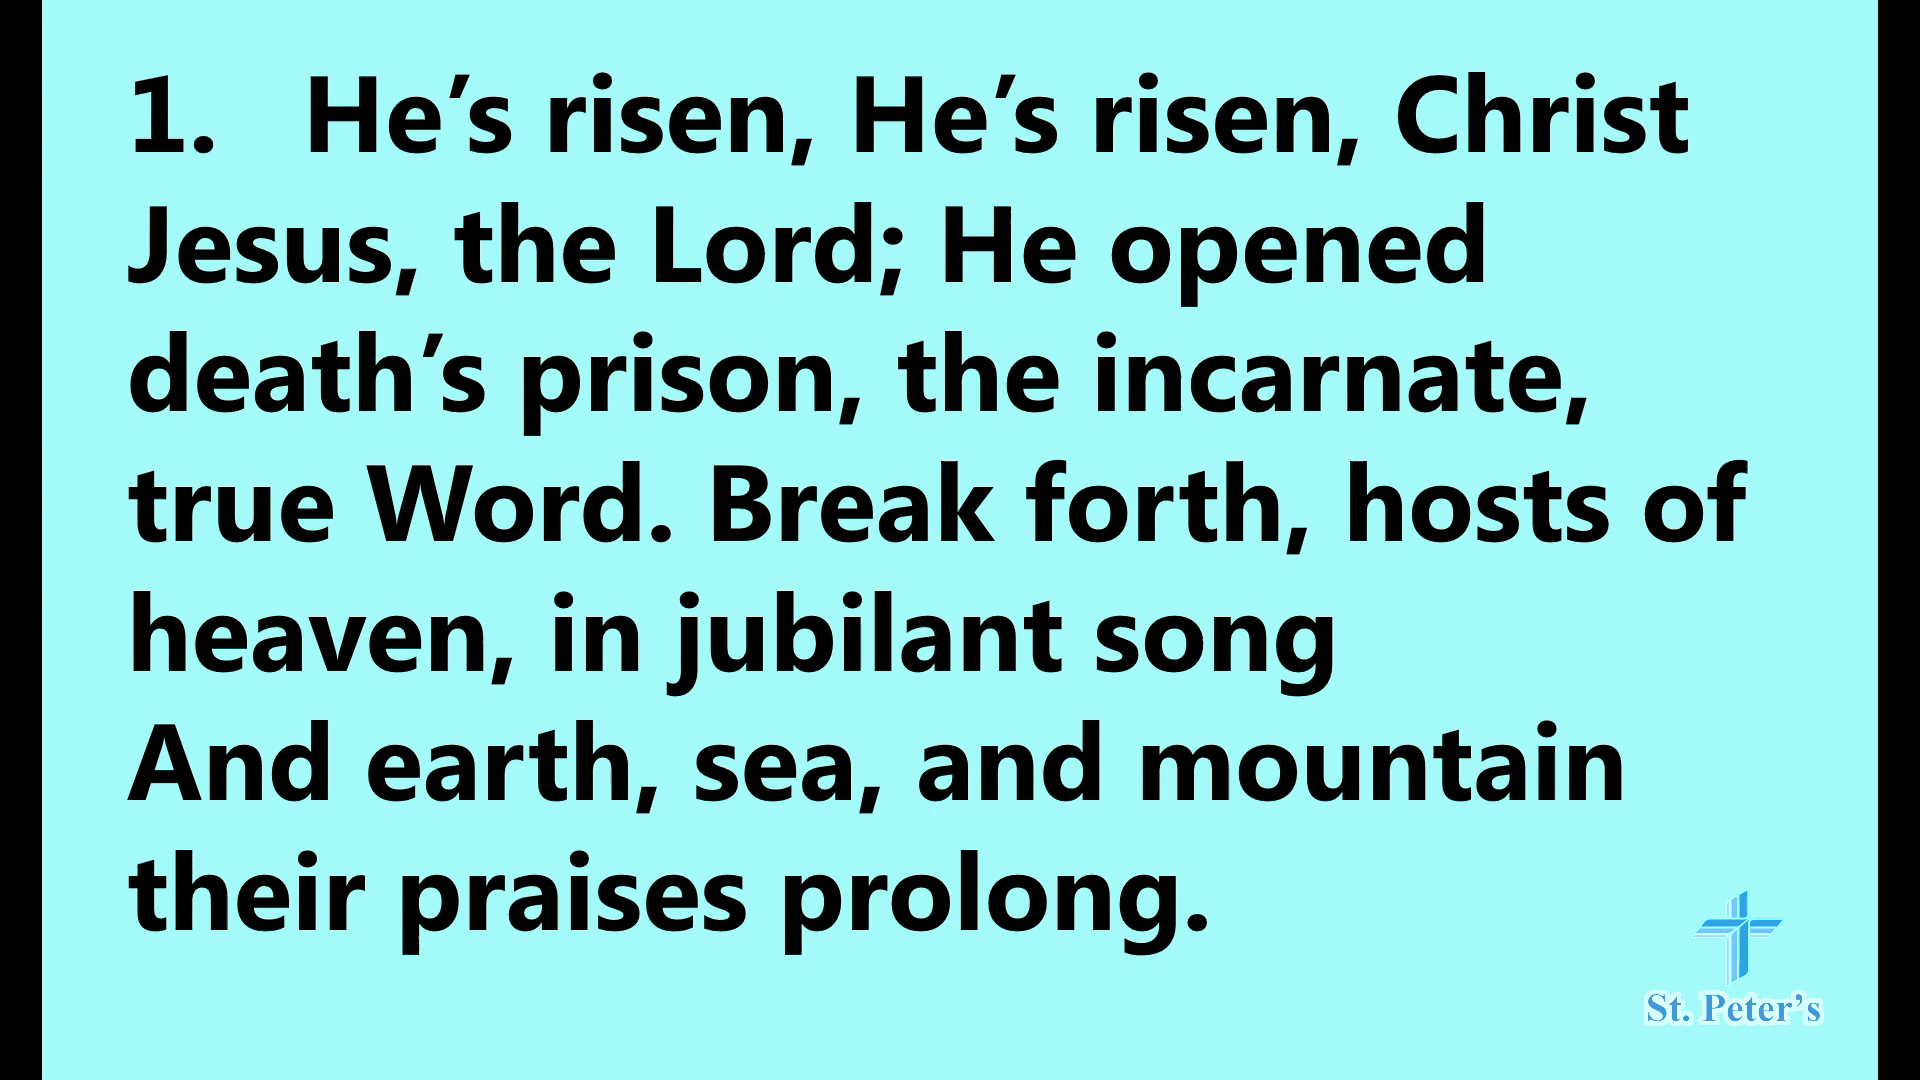 1. He’s risen, He’s risen, Christ
Jesus, the Lord; He opened
death’s prison, the incarnate,
true Word. Break forth, hosts of
heaven, in jubilant song
And earth, sea, and mountain
their praises prolong.
St. Peter’s